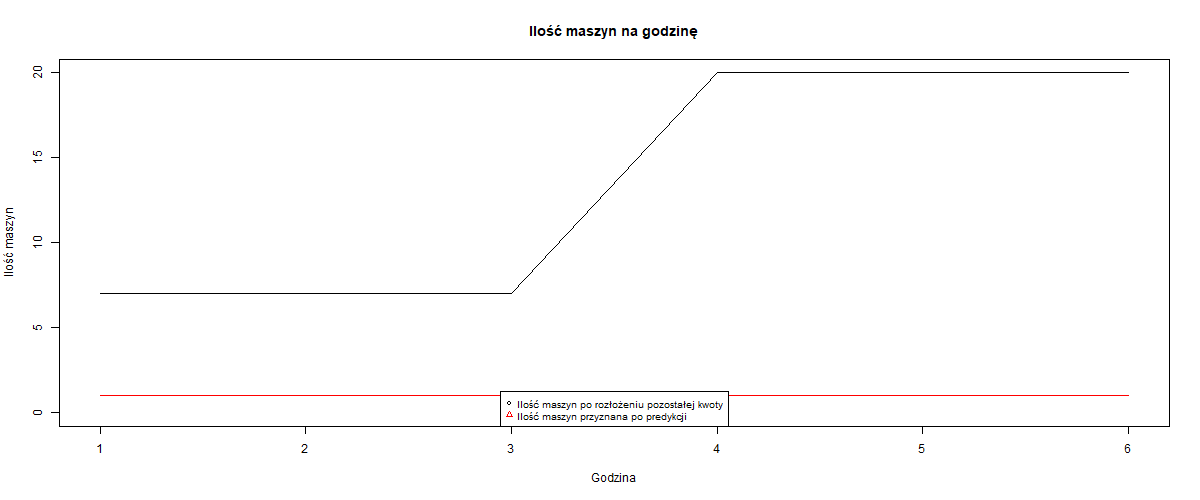 Ilość maszyn na godzinę
Ilość maszyn
20
15
10
5
0
Ilość maszyn po rozłożeniu pozostałej kwoty
Ilość maszyn przyznana po predykcji
1 2 3 4 5 6
Godzina